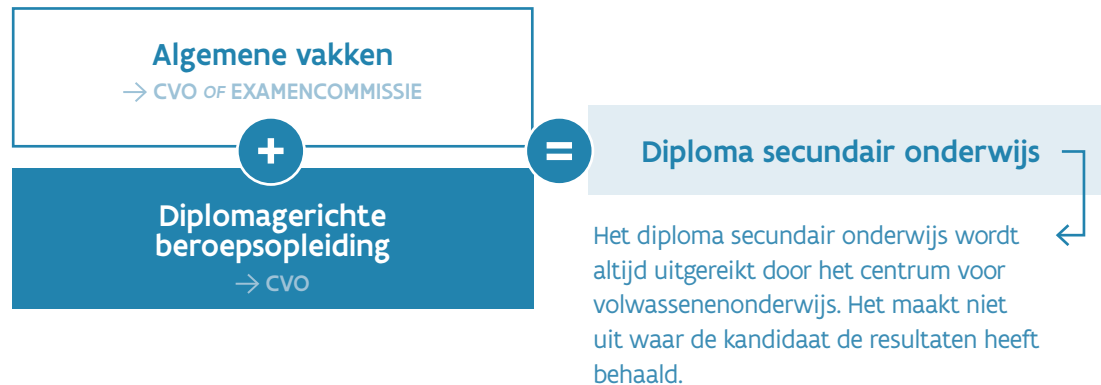 Algemene vakken
→ CVO OF EXAMENCOMMISSIE
+
Diplomagerichte
beroepsopleiding
→ CVO
=
Diploma secundair onderwijs
Het diploma secundair onderwijs wordt
altijd uitgereikt door het centrum voor
volwassenenonderwijs. Het maakt niet
uit waar de kandidaat de resultaten heeft
behaald.